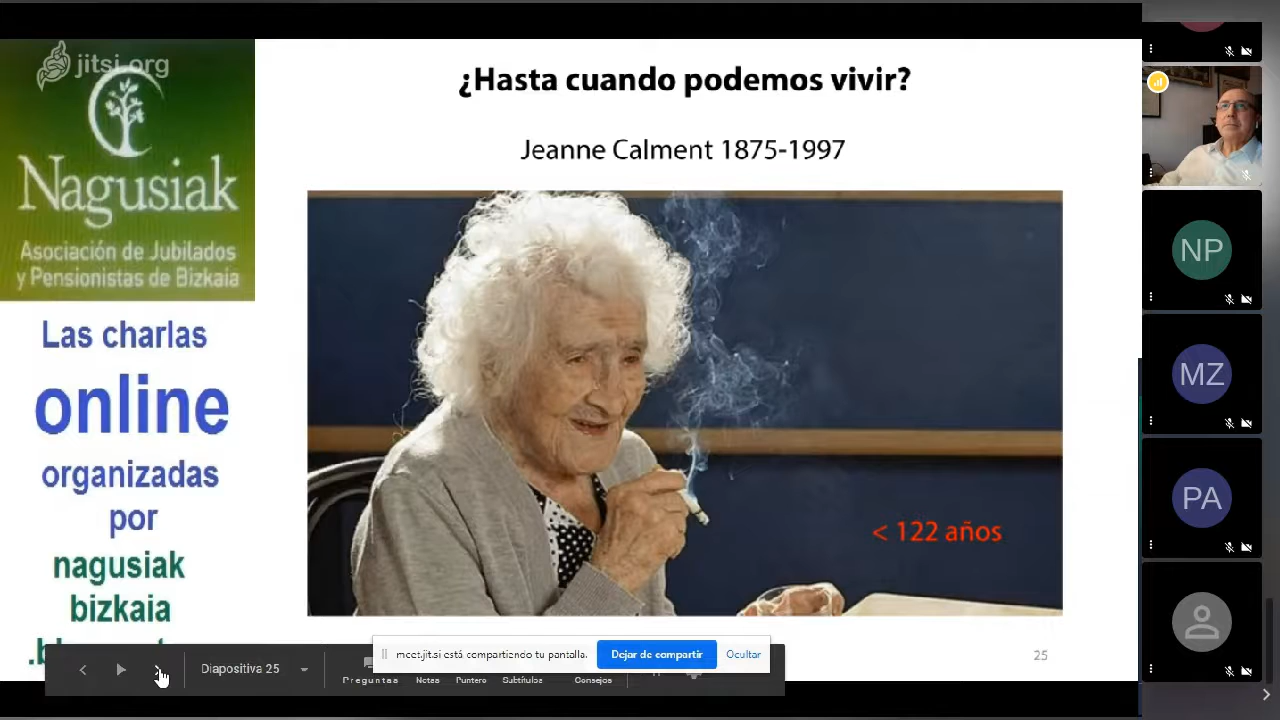 jitsi.org
Nagusiak
Asociación de Jubilados
y Pensionistas de Bizkaia
Las charlas
online
organizadas
por
nagusiak
bizkaia
¿Hasta cuando podemos vivir?
Jeanne Calment 1875-1997
< 122 años
25
Diapositiva 25
Preguntas
Notas
Puntero
Subtítulos
Consejos
meet.jit.si está compartiendo tu pantalla.
Dejar de compartir
Ocultar
NP
MZ
PA